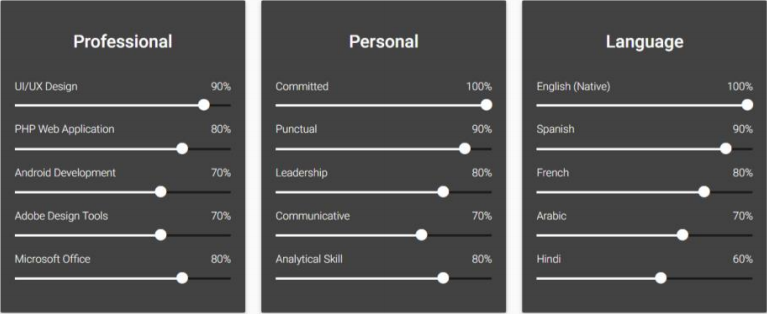 Professional
UI/UX Design 90%
PHP Web Application 80%
Android Development 70%
Adobe Design Tools 70%
Microsoft Office 80%
Personal
Committed 100%
Punctual 90%
Leadership 80%
Communicative 70%
Analytical Skill 80%
Language
English (Native) 100%
Spanish 90%
French 80%
Arabic 70%
Hindi 60%